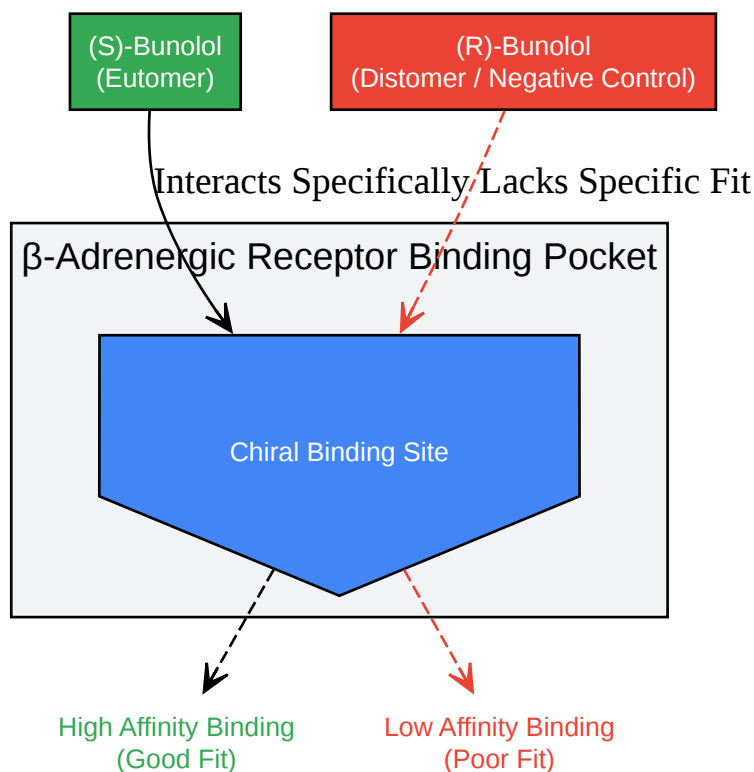 (S)-Bunolol
(Eutomer)
(R)-Bunolol
(Distomer / Negative Control)
Interacts Specifically
Lacks Specific Fit
β-Adrenergic Receptor Binding Pocket
Chiral Binding Site
High Affinity Binding
(Good Fit)
Low Affinity Binding
(Poor Fit)